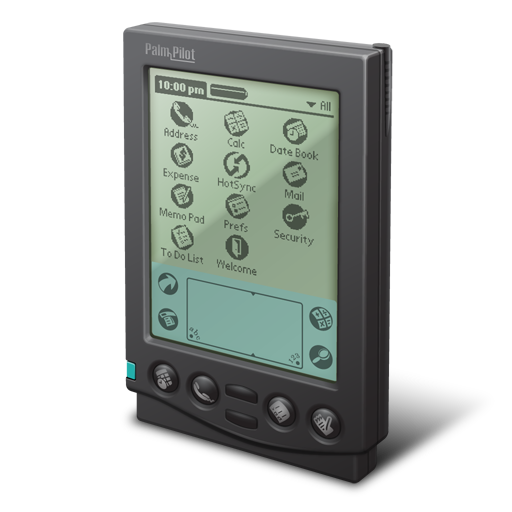 PalmPilot
10:00 pm
All
Address
Calc
Date Book
Expense
HotSync
Mail
Memo Pad
Prefs
Security
To Do List
Welcome